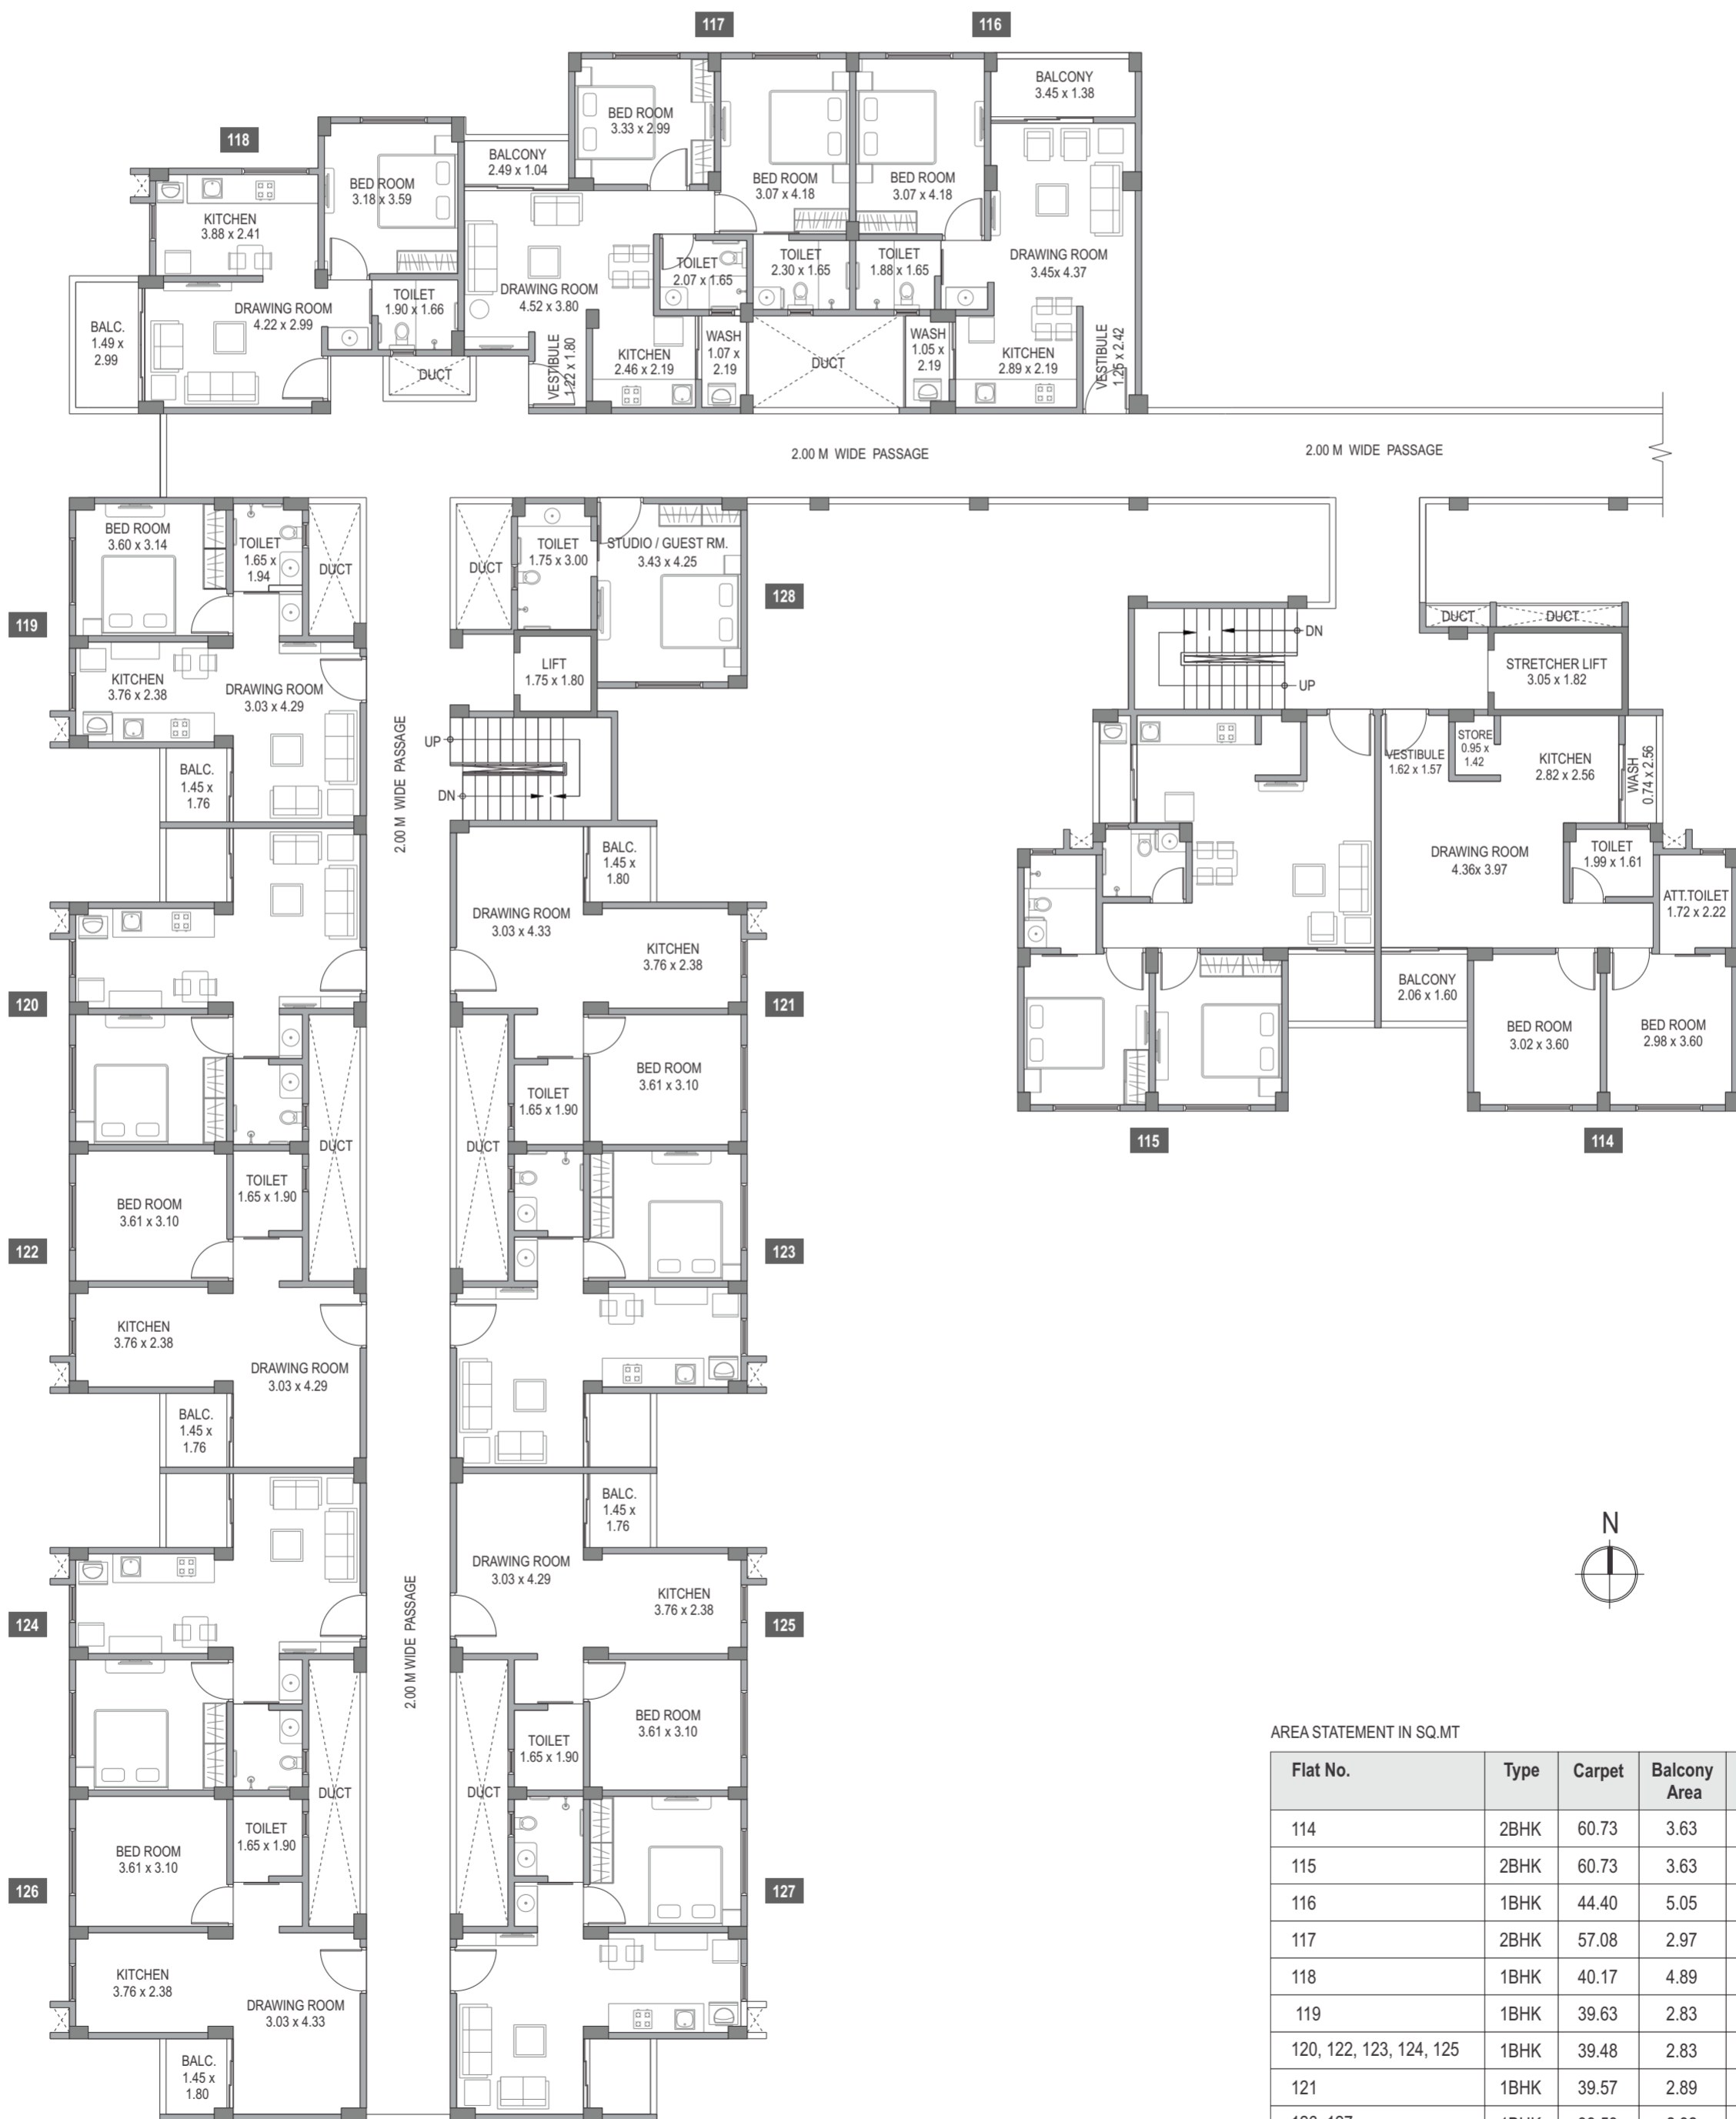 117
116
BALCONY
3.45 x 1.38
BED ROOM
3.33 x 2.99
118
BALCONY
2.49 x 1.04
BED ROOM
3.18 x 3.59
BED ROOM
3.07 x 4.18
BED ROOM
3.07 x 4.18
KITCHEN
3.88 x 2.41
DRAWING ROOM
3.45x 4.37
TOILET
2.07 x 1.65
TOILET
2.30 x 1.65
TOILET
1.88 x 1.65
DRAWING ROOM
4.52 x 3.80
TOILET
1.90 x 1.66
DRAWING ROOM
4.22 x 2.99
BALC.
1.49 x
2.99
DUCT
VESTIBULE
1.22 x 1.80
KITCHEN
2.46 x 2.19
WASH
1.07 x
2.19
DUCT
WASH
1.05 x
2.19
KITCHEN
2.89 x 2.19
VESTIBULE
1.25 x 2.42
2.00 M WIDE PASSAGE
2.00 M WIDE PASSAGE
BED ROOM
3.60 x 3.14
TOILET
1.65 x
1.94
DUCT
DUCT
TOILET
1.75 x 3.00
STUDIO / GUEST RM.
3.43 x 4.25
128
119
LIFT
1.75 x 1.80
KITCHEN
3.76 x 2.38
DRAWING ROOM
3.03 x 4.29
BALC.
1.45 x
1.76
2.00 M WIDE PASSAGE
UP
DN
DN
UP
DUCT
DUCT
STRETCHER LIFT
3.05 x 1.82
VESTIBULE
1.62 x 1.57
STORE
0.95 x
1.42
KITCHEN
2.82 x 2.56
WASH
0.74 x 2.56
DRAWING ROOM
4.36x 3.97
TOILET
1.99 x 1.61
ATT.TOILET
1.72 x 2.22
BALCONY
2.06 x 1.60
BED ROOM
3.02 x 3.60
BED ROOM
2.98 x 3.60
115
114
BALC.
1.45 x
1.80
DRAWING ROOM
3.03 x 4.33
KITCHEN
3.76 x 2.38
120
121
BED ROOM
3.61 x 3.10
TOILET
1.65 x 1.90
DUCT
DUCT
BED ROOM
3.61 x 3.10
TOILET
1.65 x 1.90
122
123
KITCHEN
3.76 x 2.38
DRAWING ROOM
3.03 x 4.29
BALC.
1.45 x
1.76
BALC.
1.45 x
1.76
DRAWING ROOM
3.03 x 4.29
KITCHEN
3.76 x 2.38
N
124
125
2.00 M WIDE PASSAGE
BED ROOM
3.61 x 3.10
TOILET
1.65 x 1.90
DUCT
DUCT
BED ROOM
3.61 x 3.10
TOILET
1.65 x 1.90
126
127
KITCHEN
3.76 x 2.38
DRAWING ROOM
3.03 x 4.33
BALC.
1.45 x
1.80
AREA STATEMENT IN SQ.MT
Flat No. Type Carpet Balcony Area
114 2BHK 60.73 3.63
115 2BHK 60.73 3.63
116 1BHK 44.40 5.05
117 2BHK 57.08 2.97
118 1BHK 40.17 4.89
119 1BHK 39.63 2.83
120, 122, 123, 124, 125 1BHK 39.48 2.83
121 1BHK 39.57 2.89